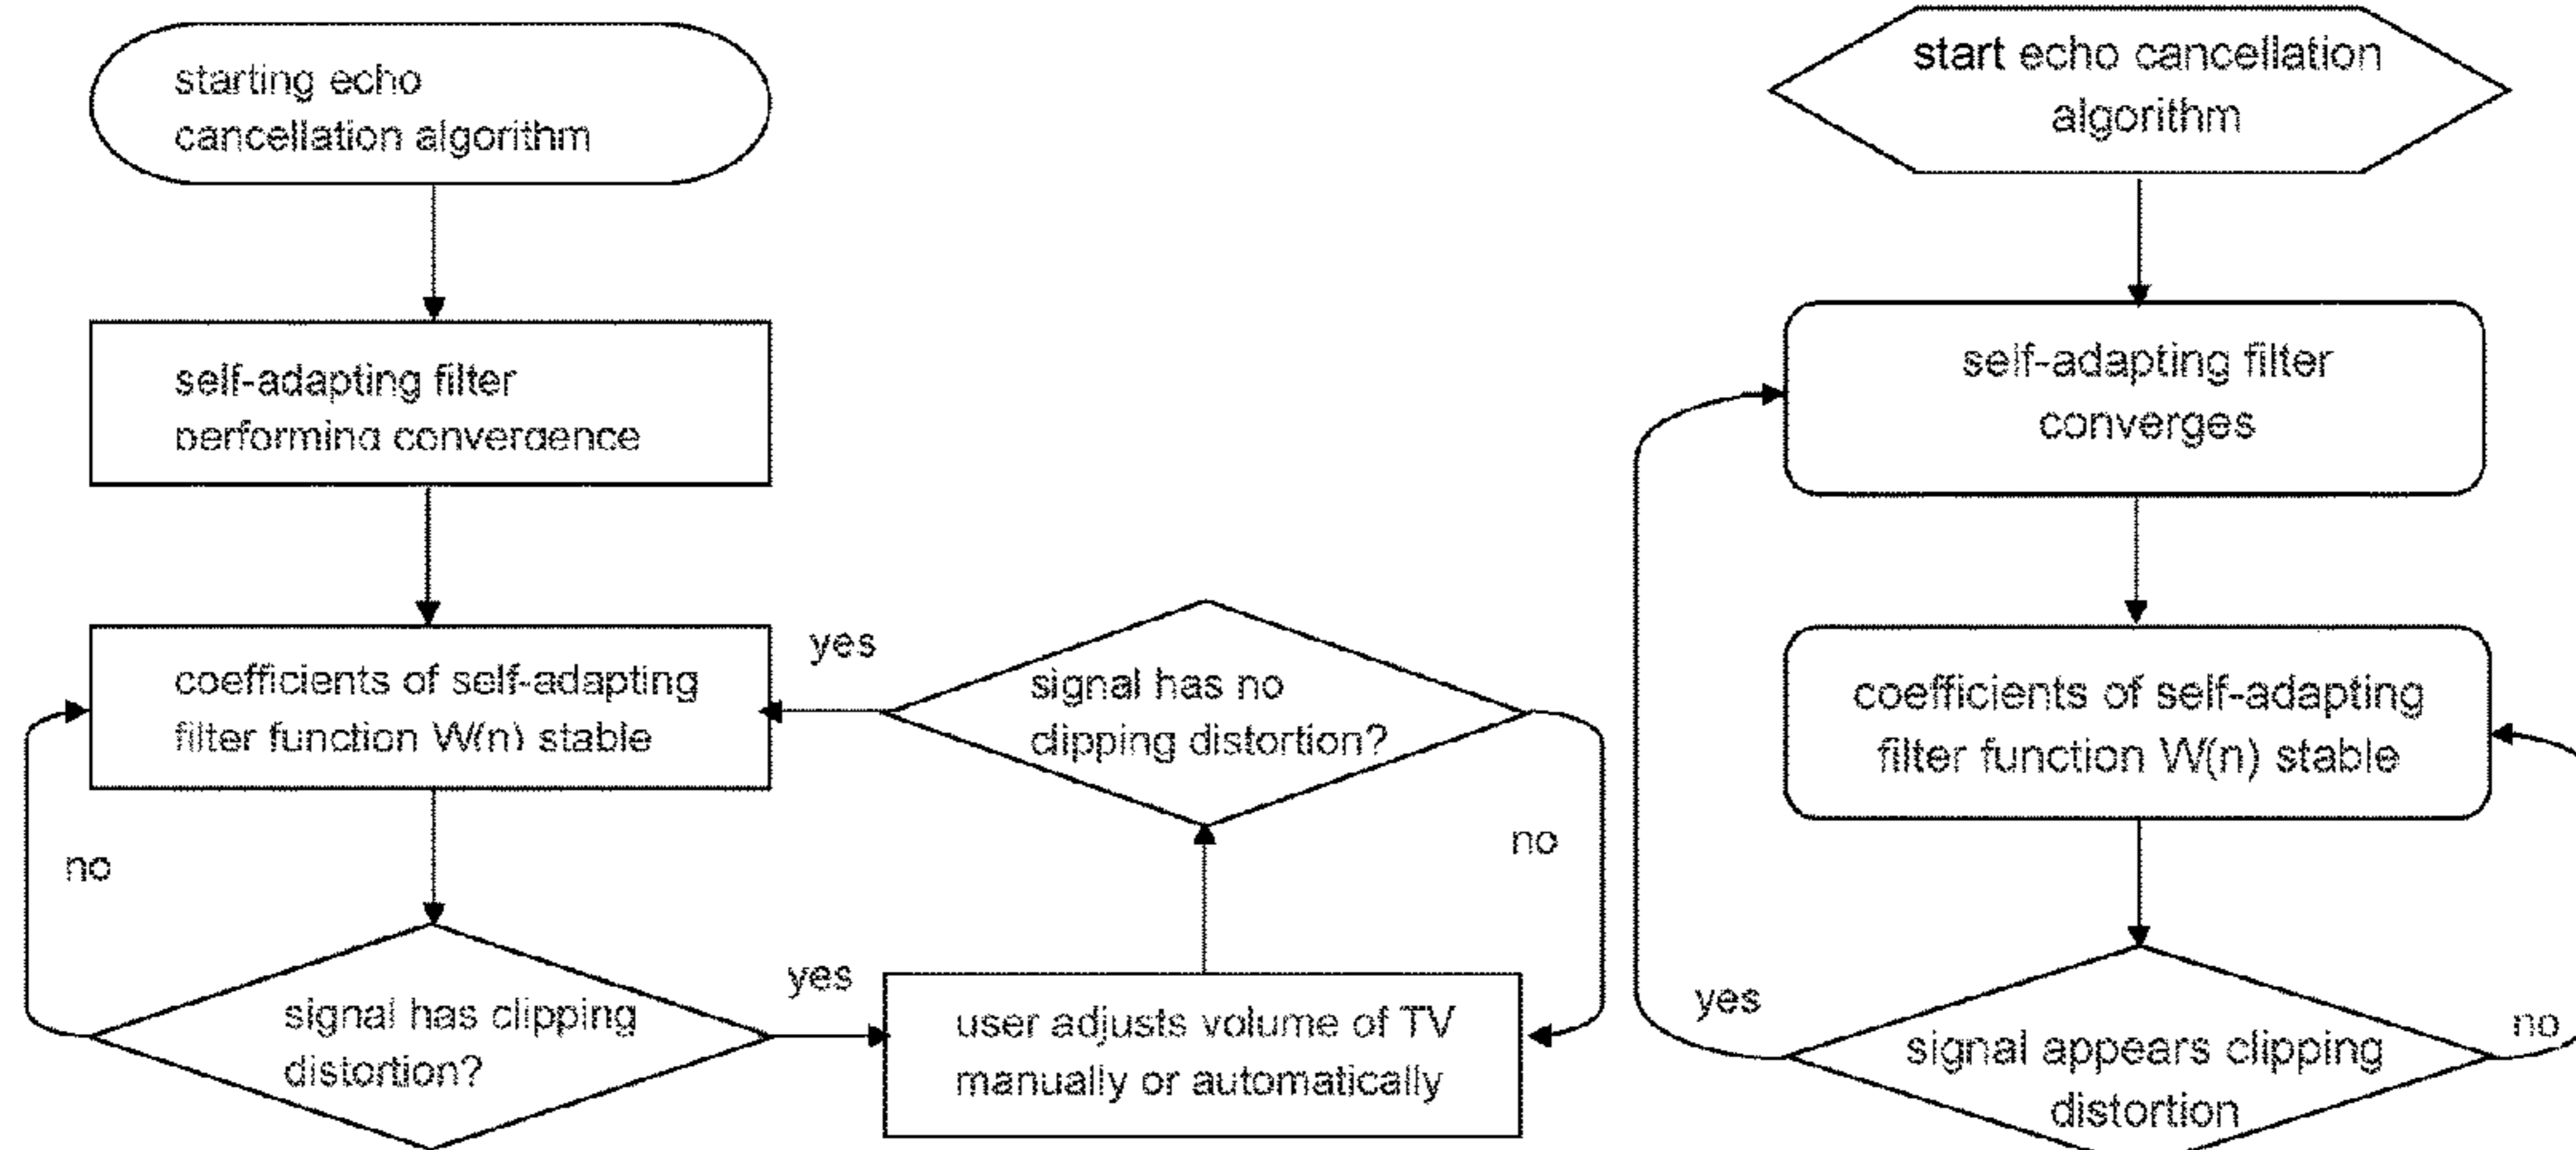 starting echo
cancellation algorithm
self-adapting filter
performing convergence
coefficients of self-adapting
filter function W(n) stable
no
signal has clipping
distortion?
yes
user adjusts volume of TV
manually or automatically
signal has no
clipping distortion?
yes
no
start echo cancellation
algorithm
self-adapting filter
converges
coefficients of self-adapting
filter function W(n) stable
signal appears clipping
distortion
yes
no